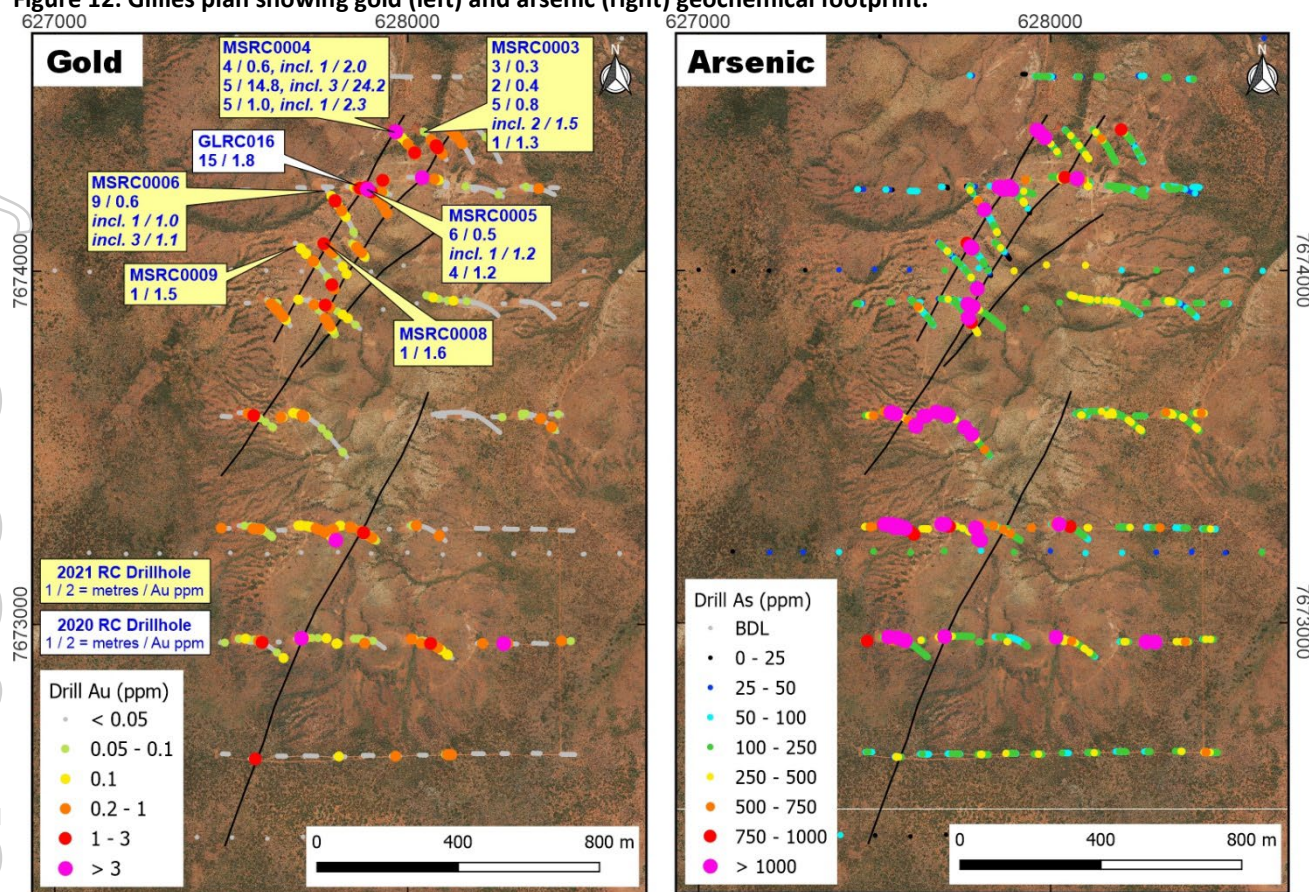 Figure 12: Gillies plan showing gold (left) and arsenic (right) geochemical footprint.
627000
628000
627000
628000
Gold
MSRC0004
4 / 0.6, incl. 1 / 2.0
5 / 14.8, incl. 3 / 24.2
5 / 1.0, incl. 1 / 2.3
MSRC0003
3 / 0.3
2 / 0.4
5 / 0.8
incl. 2 / 1.5
1 / 1.3
N
GLRC016
15 / 1.8
MSRC0006
9 / 0.6
incl. 1 / 1.0
incl. 3 / 1.1
MSRC0005
6 / 0.5
incl. 1 / 1.2
4 / 1.2
MSRC0009
1 / 1.5
MSRC0008
1 / 1.6
7674000
7673000
2021 RC Drillhole
1 / 2 = metres / Au ppm
2020 RC Drillhole
1 / 2 = metres / Au ppm
Drill Au (ppm)
< 0.05
0.05 - 0.1
0.1
0.2 - 1
1 - 3
> 3
0 400 800 m
Arsenic
N
7674000
7673000
Drill As (ppm)
BDL
0 - 25
25 - 50
50 - 100
100 - 250
250 - 500
500 - 750
750 - 1000
> 1000
0 400 800 m